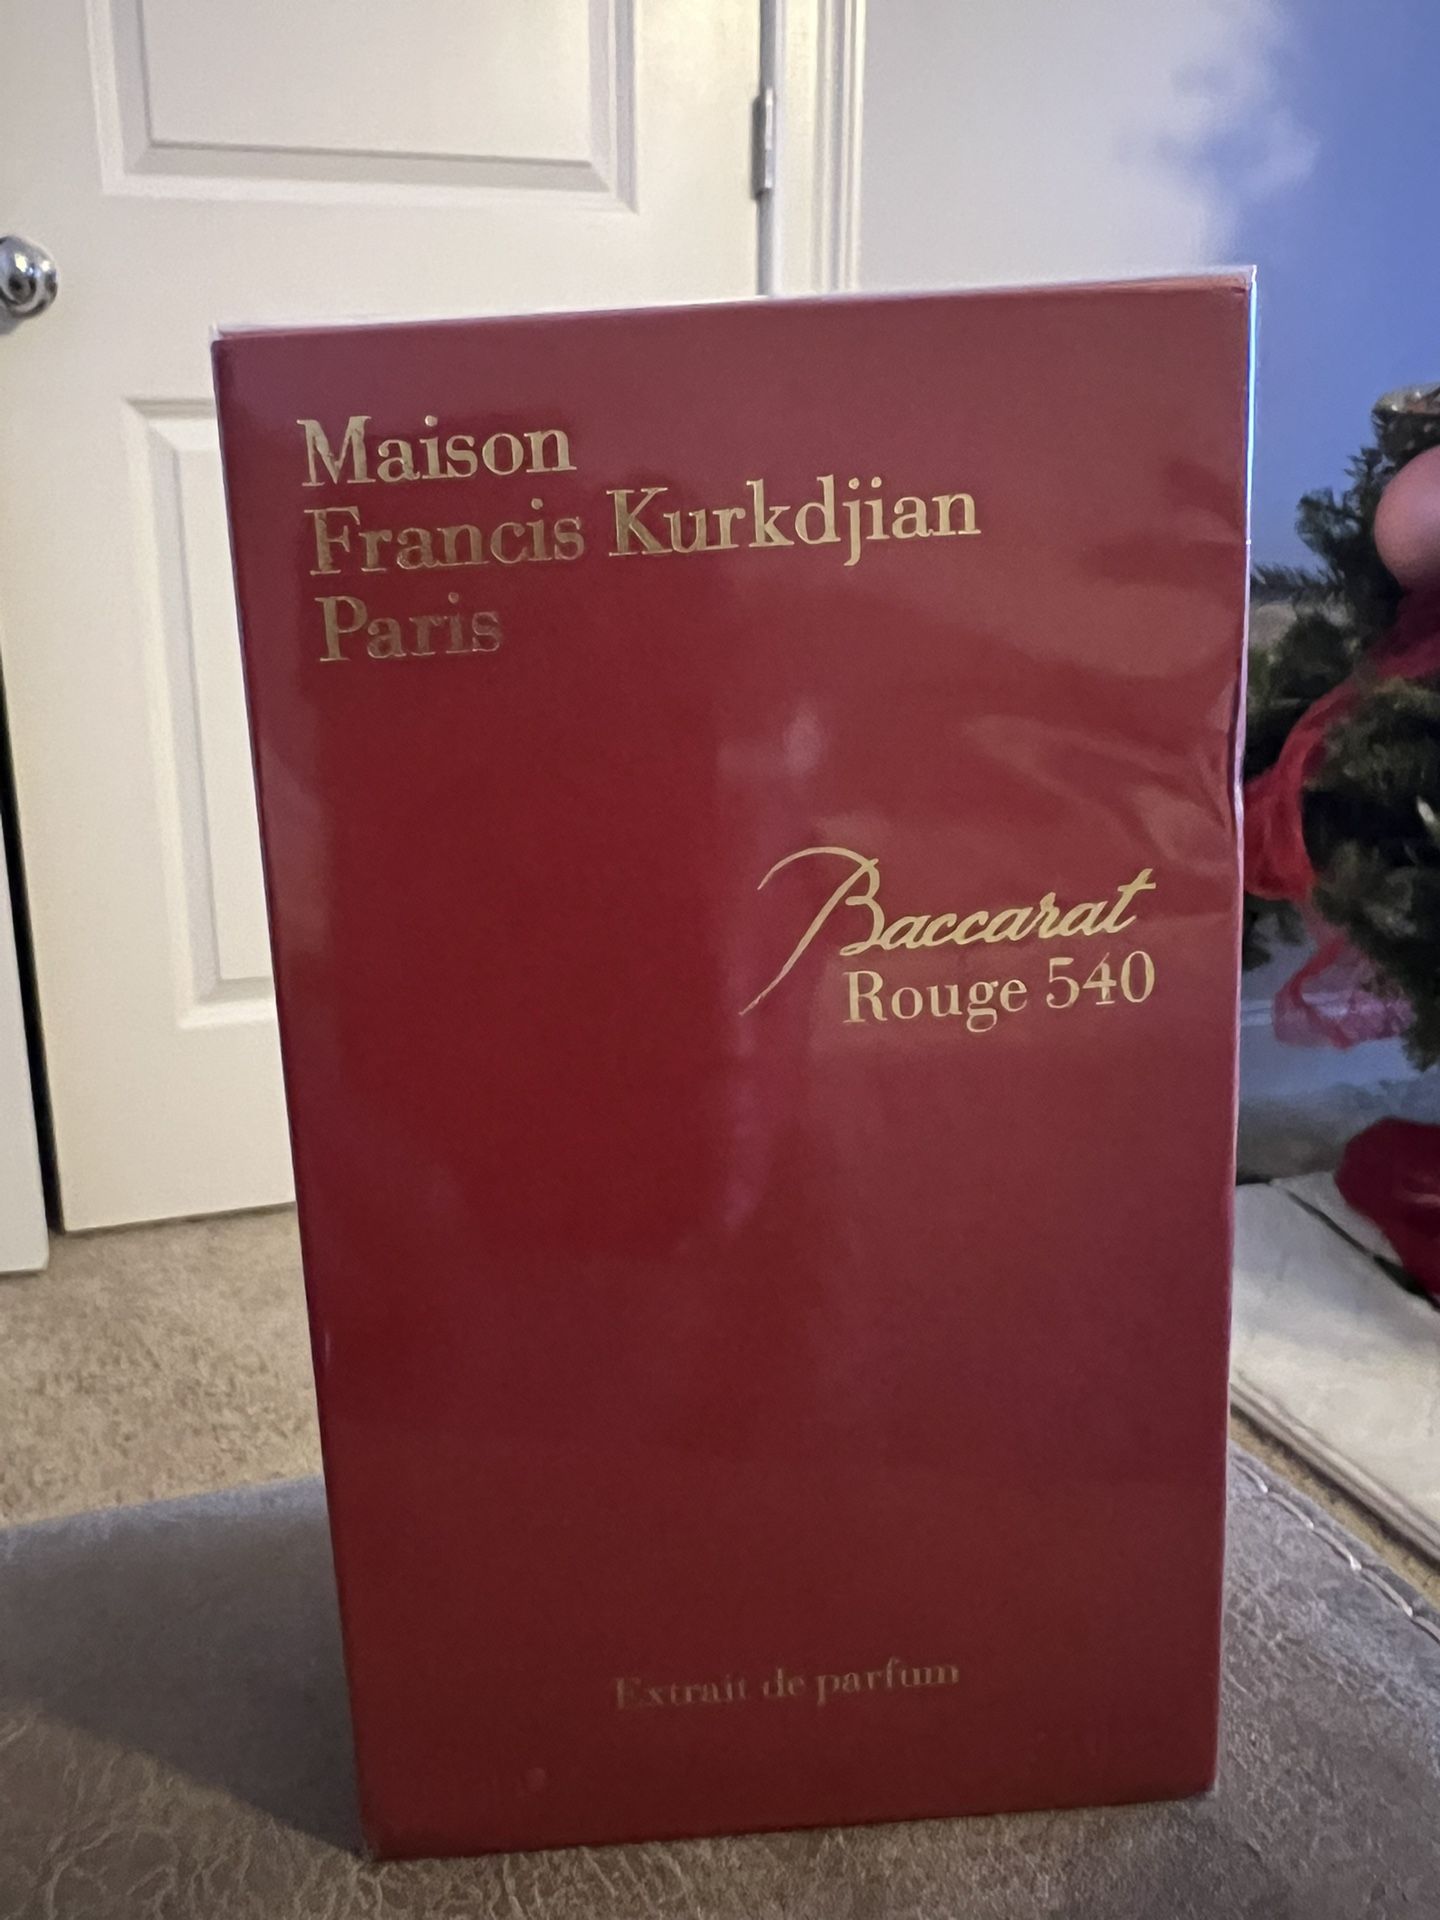 Maison
Francis Kurkdjian
Paris
Baccarat
Rouge 540
Extrait de parfum